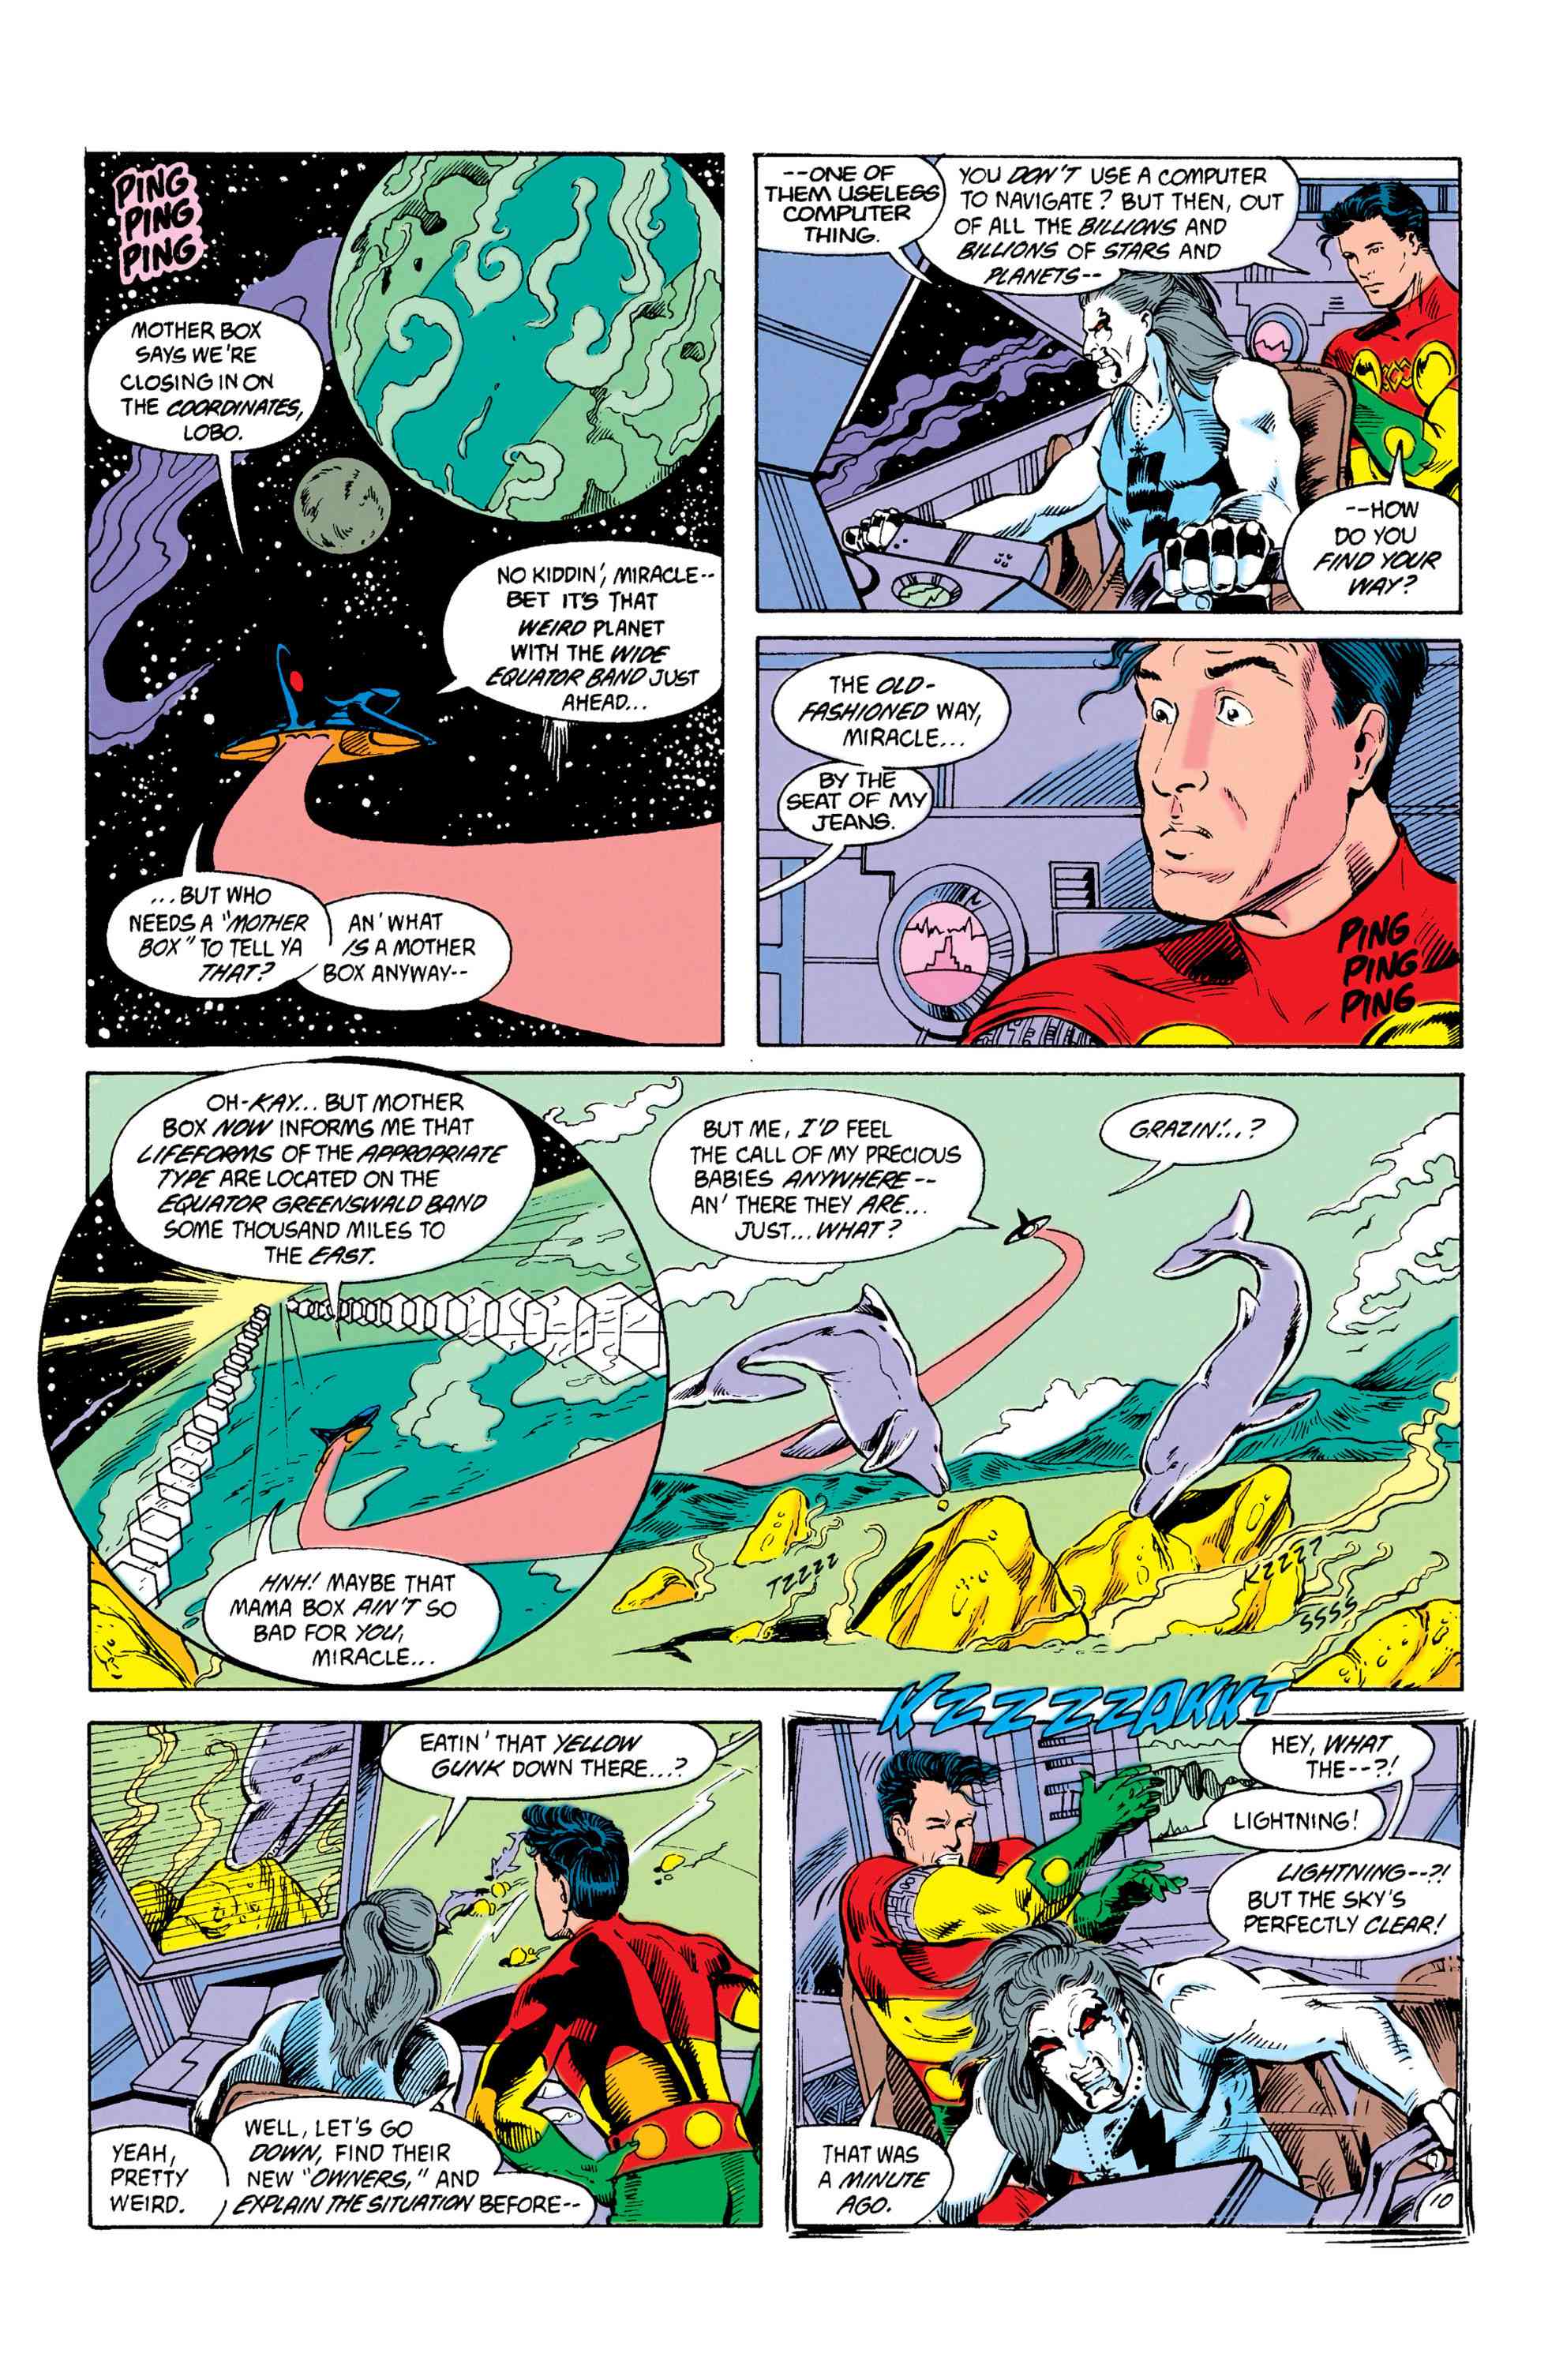 PING
PING
PING
MOTHER BOX
SAYS WE'RE
CLOSING IN ON
THE COORDINATES,
LOBO.
NO KIDDIN', MIRACLE--
BET IT'S THAT
WEIRD PLANET
WITH THE WIDE
EQUATOR BAND JUST
AHEAD...
...BUT WHO
NEEDS A "MOTHER
BOX" TO TELL YA
THAT?
AN' WHAT
IS A MOTHER
BOX ANYWAY--
--ONE OF
THEM USELESS
COMPUTER
THING.
YOU DON'T USE A COMPUTER
TO NAVIGATE? BUT THEN, OUT
OF ALL THE BILLIONS AND
BILLIONS OF STARS AND
PLANETS--
--HOW
DO YOU
FIND YOUR
WAY?
THE OLD-
FASHIONED WAY,
MIRACLE...
BY THE
SEAT OF MY
JEANS.
PING
PING
PING
OH-KAY... BUT MOTHER
BOX NOW INFORMS ME THAT
LIFEFORMS OF THE APPROPRIATE
TYPE ARE LOCATED ON THE
EQUATOR GREENSWALD BAND
SOME THOUSAND MILES TO
THE EAST.
HNH! MAYBE THAT
MAMA BOX AIN'T SO
BAD FOR YOU,
MIRACLE...
BUT ME, I'D FEEL
THE CALL OF MY PRECIOUS
BABIES ANYWHERE--
AN' THERE THEY ARE...
JUST...WHAT?
GRAZIN'...?
TZZZZ
KZZZZ
SSSS
EATIN' THAT YELLOW
GUNK DOWN THERE...?
YEAH,
PRETTY
WEIRD.
WELL, LET'S GO
DOWN, FIND THEIR
NEW "OWNERS," AND
EXPLAIN THE SITUATION BEFORE--
KZZZZZAKKT
HEY, WHAT
THE--?!
LIGHTNING!
LIGHTNING--?!
BUT THE SKY'S
PERFECTLY CLEAR!
THAT WAS
A MINUTE
AGO.
10